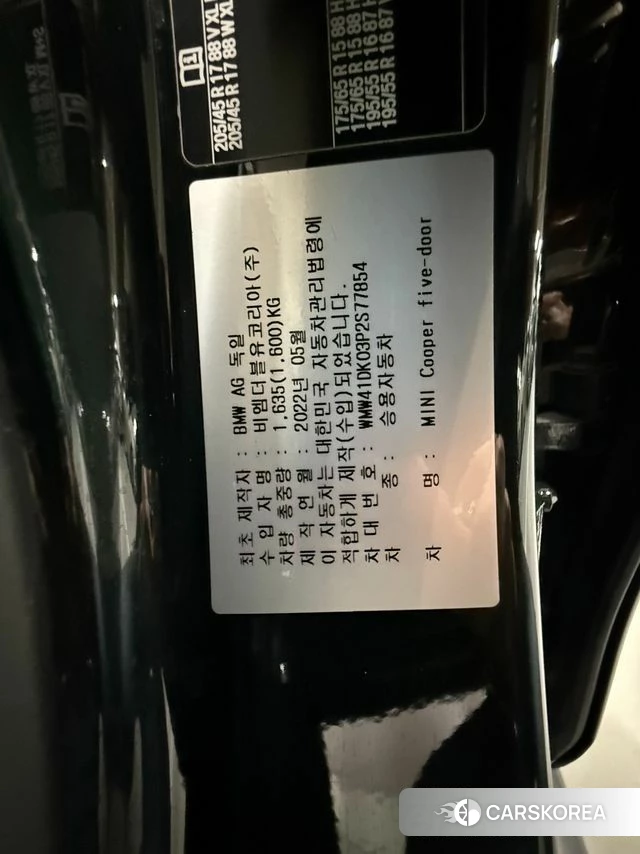 205/45 R 17 88 V XL
205/45 R 17 88 W XL
175/65 R 15 88 H
175/65 R 15 88 H
195/55 R 16 87 H
195/55 R 16 87 V
최초 제작자 : BMW AG 독일
수 입 자 명 : 비엠더블유코리아(주)
차량 총중량 : 1,635(1,600)KG
제 작 연 월 : 2022년 05월
이 자동차는 대한민국 자동차관리법령에
적합하게 제작(수입)되었습니다.
차 대 번 호 : WMW41DK03P2S77854
차 종 : 승용자동차
차 명 : MINI Cooper five-door
CARSKOREA